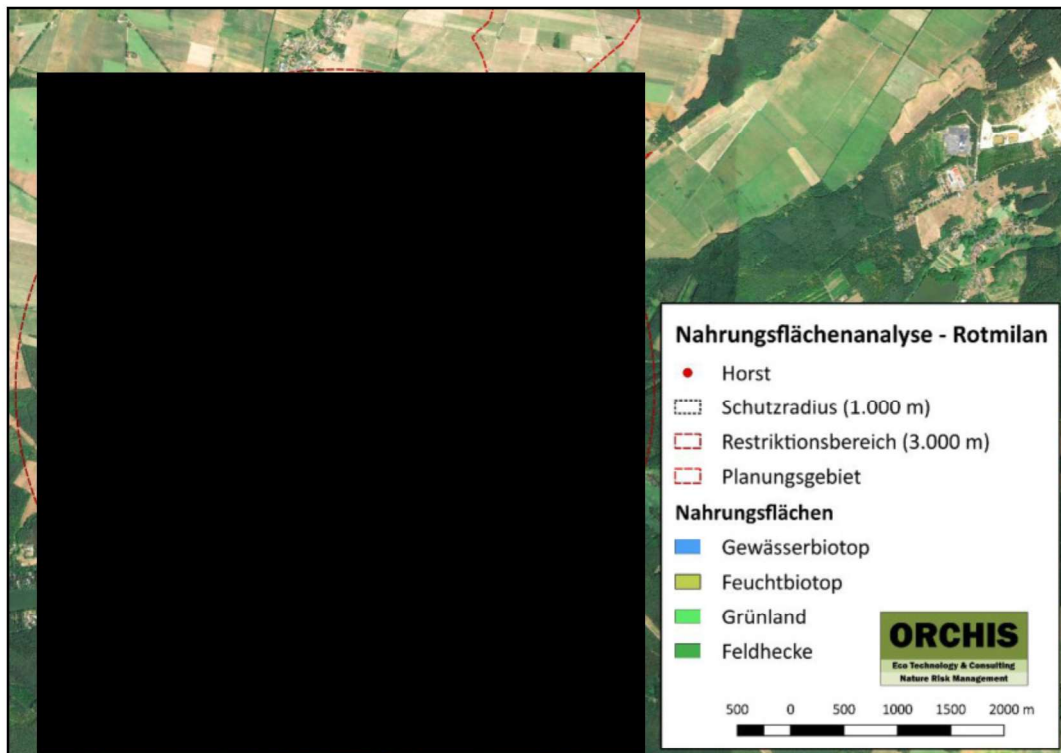 Nahrungsflächenanalyse - Rotmilan
Horst
Schutzradius (1.000 m)
Restriktionsbereich (3.000 m)
Planungsgebiet
Nahrungsflächen
Gewässerbiotop
Feuchtbiotop
Grünland
Feldhecke
ORCHIS
Eco Technology & Consulting
Nature Risk Management
500 0 500 1000 1500 2000 m